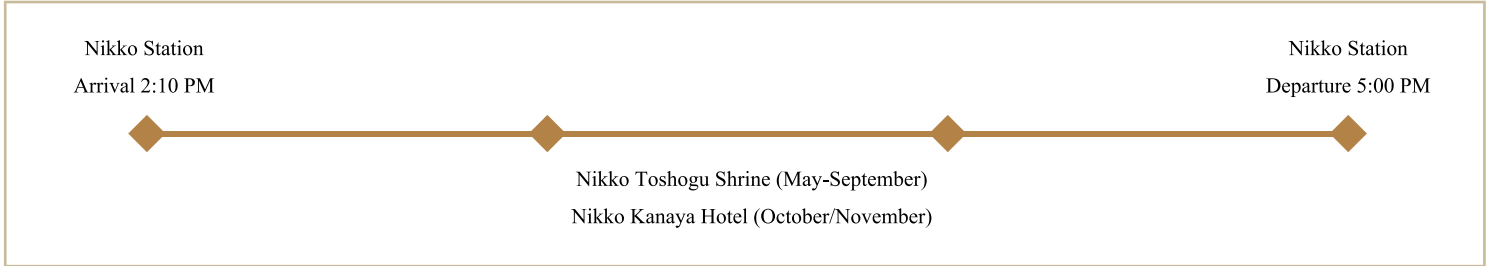 Nikko Station
Arrival 2:10 PM
Nikko Station
Departure 5:00 PM
Nikko Toshogu Shrine (May-September)
Nikko Kanaya Hotel (October/November)